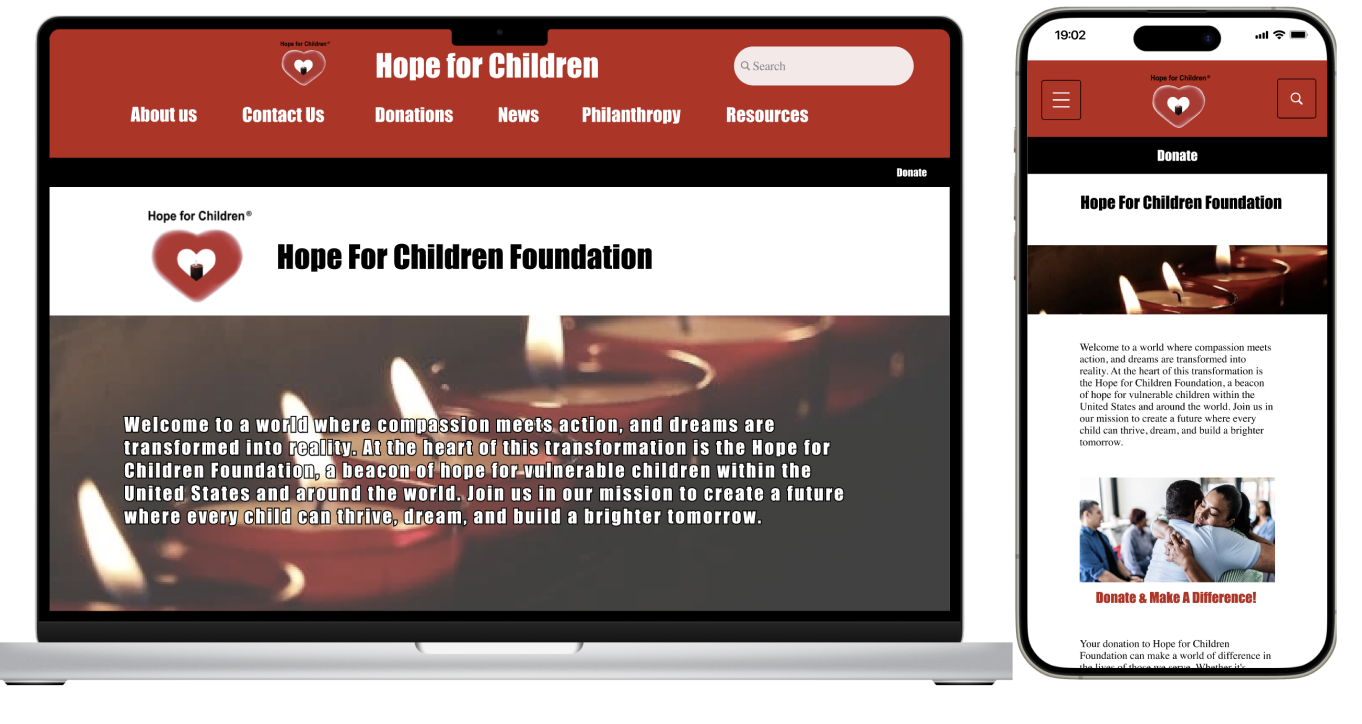 Hope for Children®
Hope for Children
Search
About us
Contact Us
Donations
News
Philanthropy
Resources
Donate
Hope for Children®
Hope For Children Foundation
Welcome to a world where compassion meets action, and dreams are
transformed into reality. At the heart of this transformation is the Hope for
Children Foundation, a beacon of hope for vulnerable children within the
United States and around the world. Join us in our mission to create a future
where every child can thrive, dream, and build a brighter tomorrow.
19:02
Hope for Children®
Donate
Hope For Children Foundation
Welcome to a world where compassion meets
action, and dreams are transformed into
reality. At the heart of this transformation is
the Hope for Children Foundation, a beacon
of hope for vulnerable children within the
United States and around the world. Join us in
our mission to create a future where every
child can thrive, dream, and build a brighter
tomorrow.
Donate & Make A Difference!
Your donation to Hope for Children
Foundation can make a world of difference in
the lives of those we serve. Whether it's